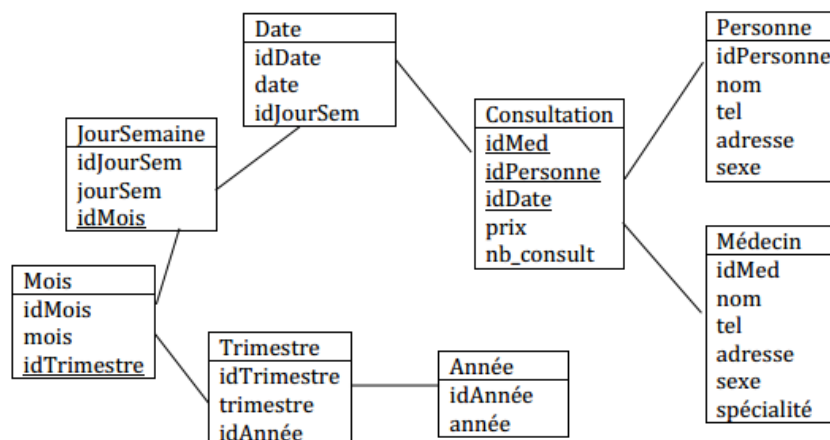 Date
idDate
date
idJourSem
JourSemaine
idJourSem
jourSem
idMois
Mois
idMois
mois
idTrimestre
Trimestre
idTrimestre
trimestre
idAnnée
Année
idAnnée
année
Consultation
idMed
idPersonne
idDate
prix
nb_consult
Personne
idPersonne
nom
tel
adresse
sexe
Médecin
idMed
nom
tel
adresse
sexe
spécialité